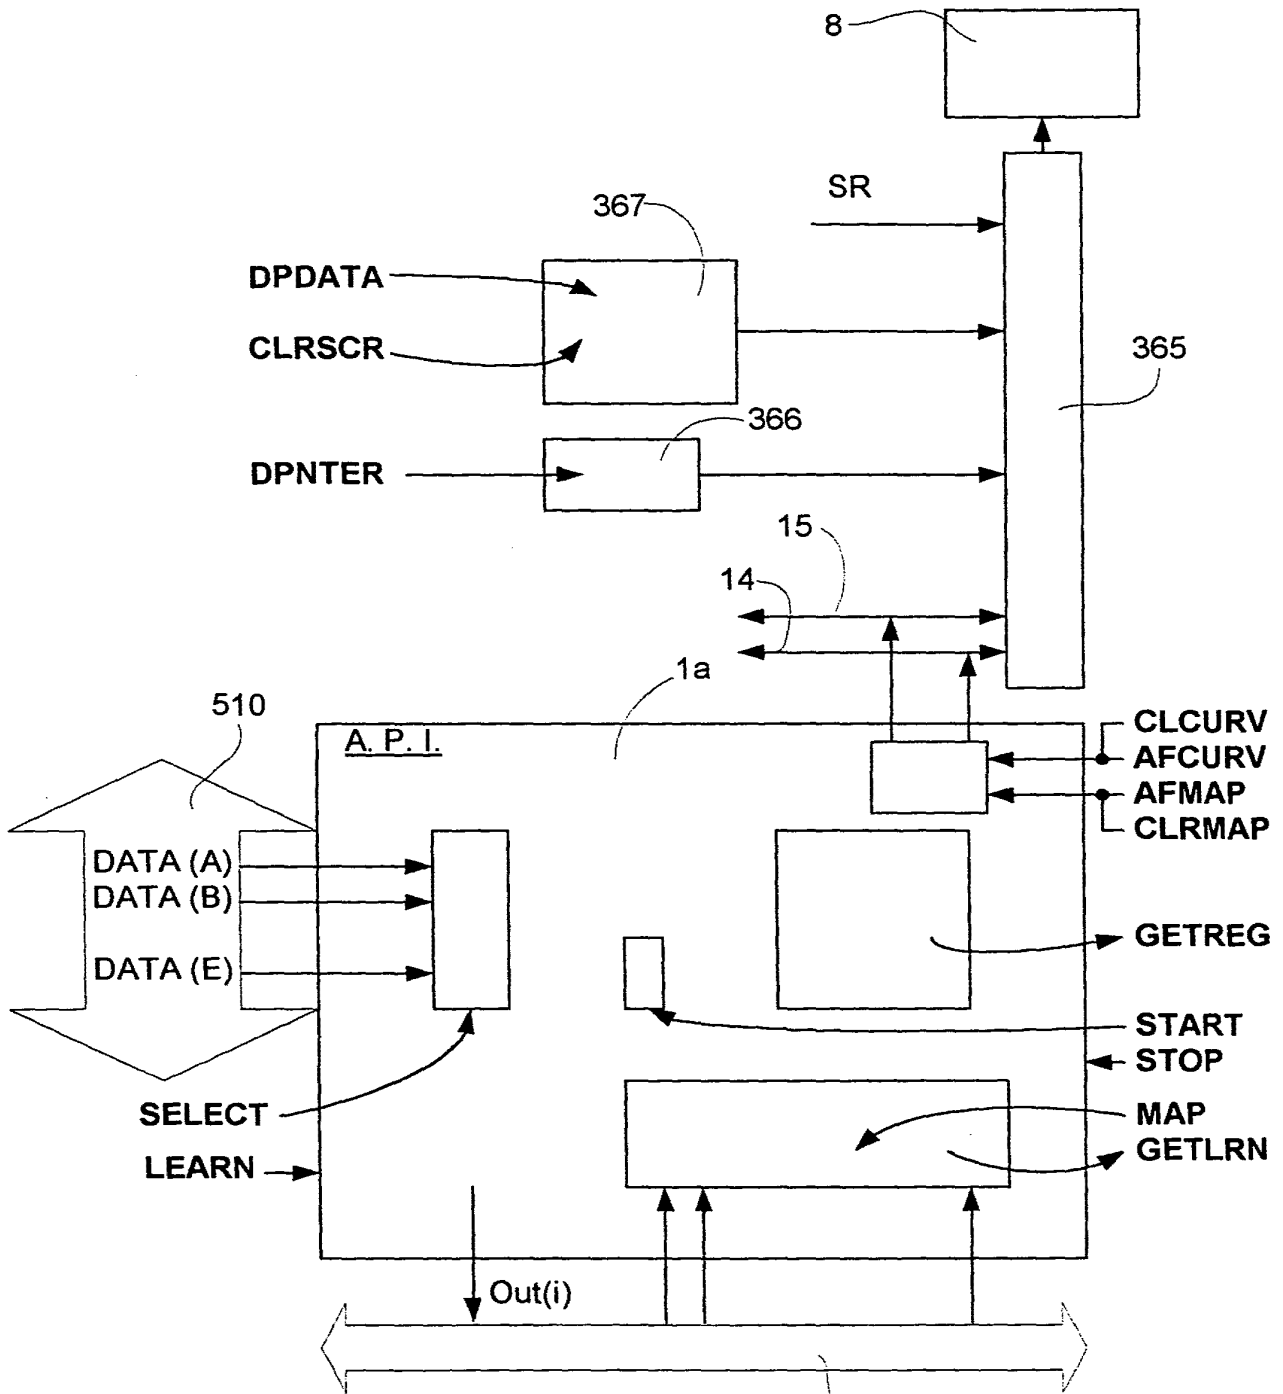 8
SR
367
DPDATA
CLRSCR
365
366
DPNTER
15
14
1a
510
A. P. I.
CLCURV
AFCURV
AFMAP
CLRMAP
DATA (A)
DATA (B)
DATA (E)
GETREG
START
STOP
SELECT
MAP
LEARN
GETLRN
Out(i)